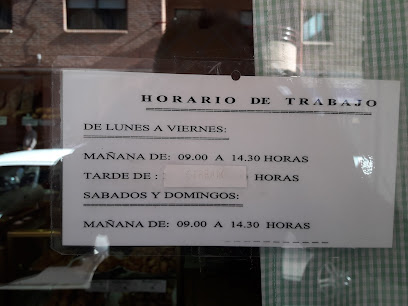 HORARIO DE TRABAJO
DE LUNES A VIERNES:
MAÑANA DE: 09.00 A 14.30 HORAS
TARDE DE : HORAS
SABADOS Y DOMINGOS:
MAÑANA DE: 09.00 A 14.30 HORAS